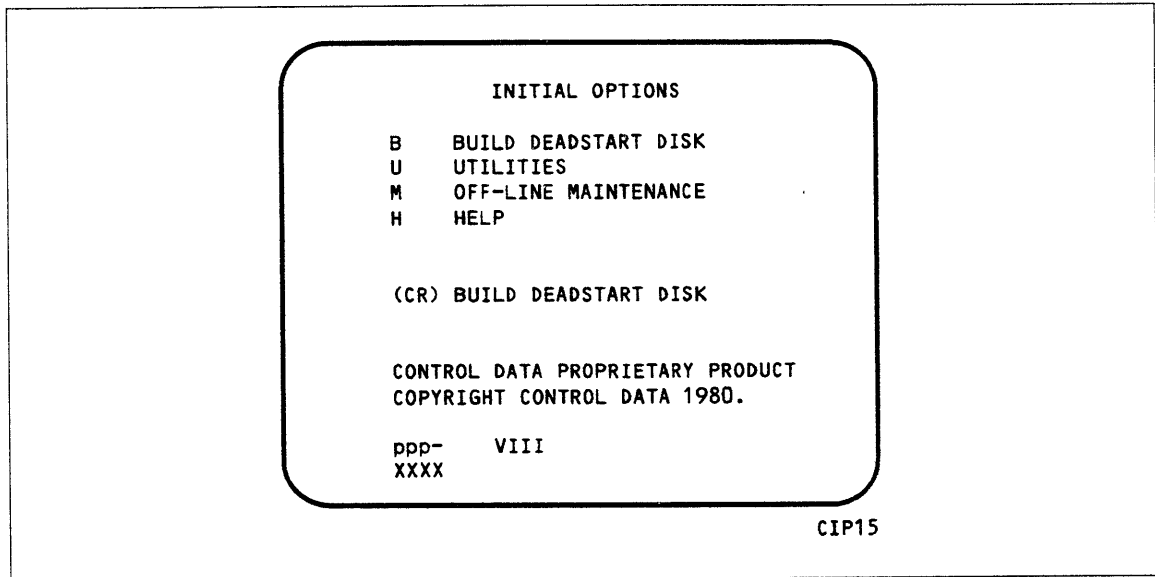 INITIAL OPTIONS
B BUILD DEADSTART DISK
U UTILITIES
M OFF-LINE MAINTENANCE
H HELP
(CR) BUILD DEADSTART DISK
CONTROL DATA PROPRIETARY PRODUCT
COPYRIGHT CONTROL DATA 1980.
ppp- VIII
XXXX
CIP15